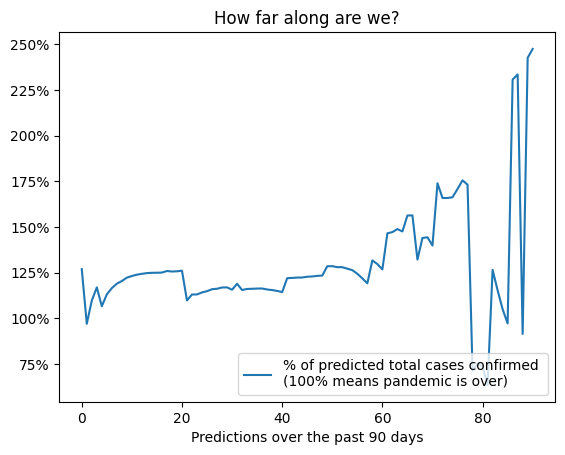 How far along are we?
250%
225%
200%
175%
150%
125%
100%
75%
% of predicted total cases confirmed
(100% means pandemic is over)
0 20 40 60 80
Predictions over the past 90 days